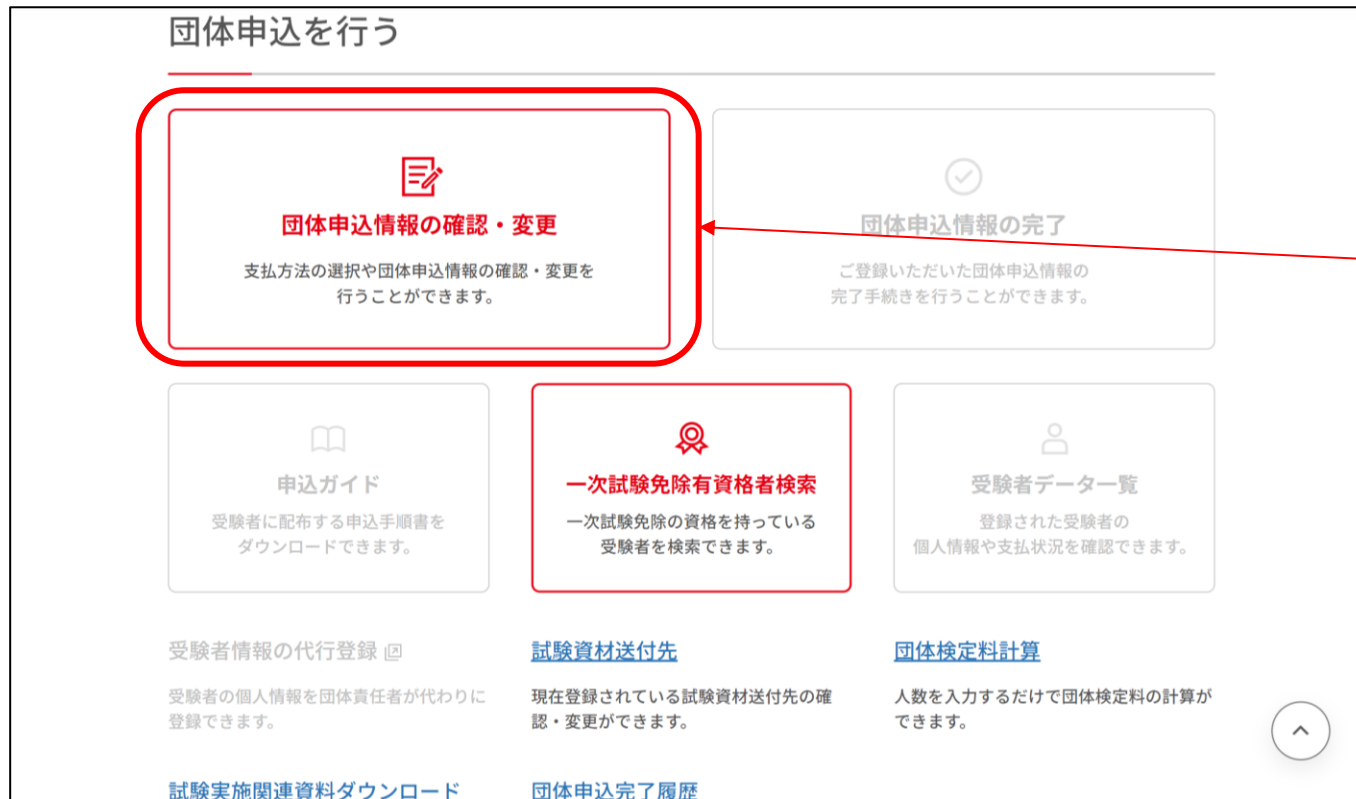 団体申込を行う
団体申込情報の確認・変更
支払方法の選択や団体申込情報の確認・変更を
行うことができます。
団体申込情報の完了
ご登録いただいた団体申込情報の
完了手続きを行うことができます。
申込ガイド
受験者に配布する申込手順書を
ダウンロードできます。
一次試験免除有資格者検索
一次試験免除の資格を持っている
受験者を検索できます。
受験者データ一覧
登録された受験者の
個人情報や支払状況を確認できます。
受験者情報の代行登録
受験者の個人情報を団体責任者が代わりに
登録できます。
試験資材送付先
現在登録されている試験資材送付先の確
認・変更ができます。
団体検定料計算
人数を入力するだけで団体検定料の計算が
できます。
試験実施関連資料ダウンロード
団体申込完了履歴